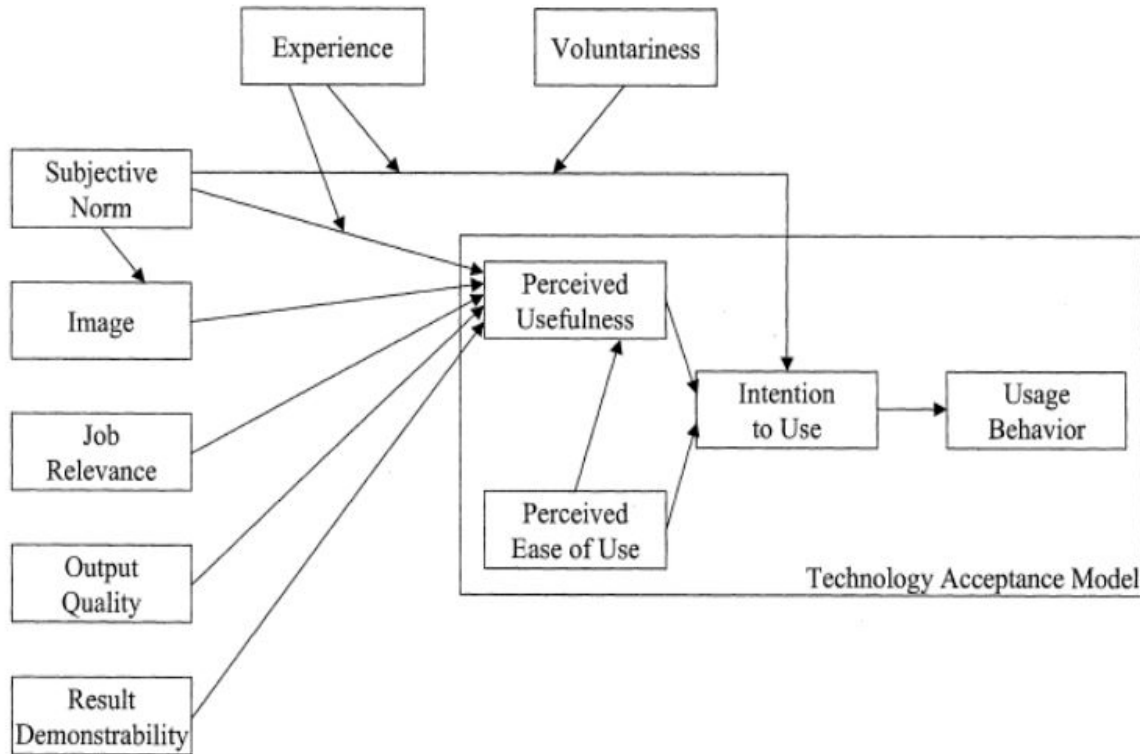 Experience
Voluntariness
Subjective
Norm
Image
Perceived
Usefulness
Intention
to Use
Usage
Behavior
Job
Relevance
Perceived
Ease of Use
Output
Quality
Technology Acceptance Model
Result
Demonstrability